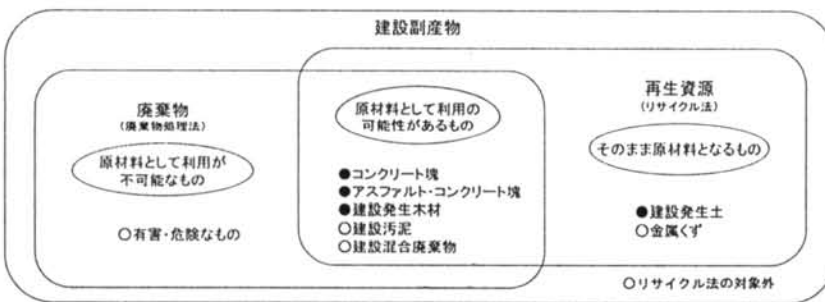 建設副産物
廃棄物
(廃棄物処理法)
原材料として利用が
不可能なもの
○有害・危険なもの
原材料として利用の
可能性があるもの
●コンクリート塊
●アスファルト・コンクリート塊
●建設発生木材
○建設汚泥
○建設混合廃棄物
再生資源
(リサイクル法)
そのまま原材料となるもの
●建設発生土
○金属くず
○リサイクル法の対象外